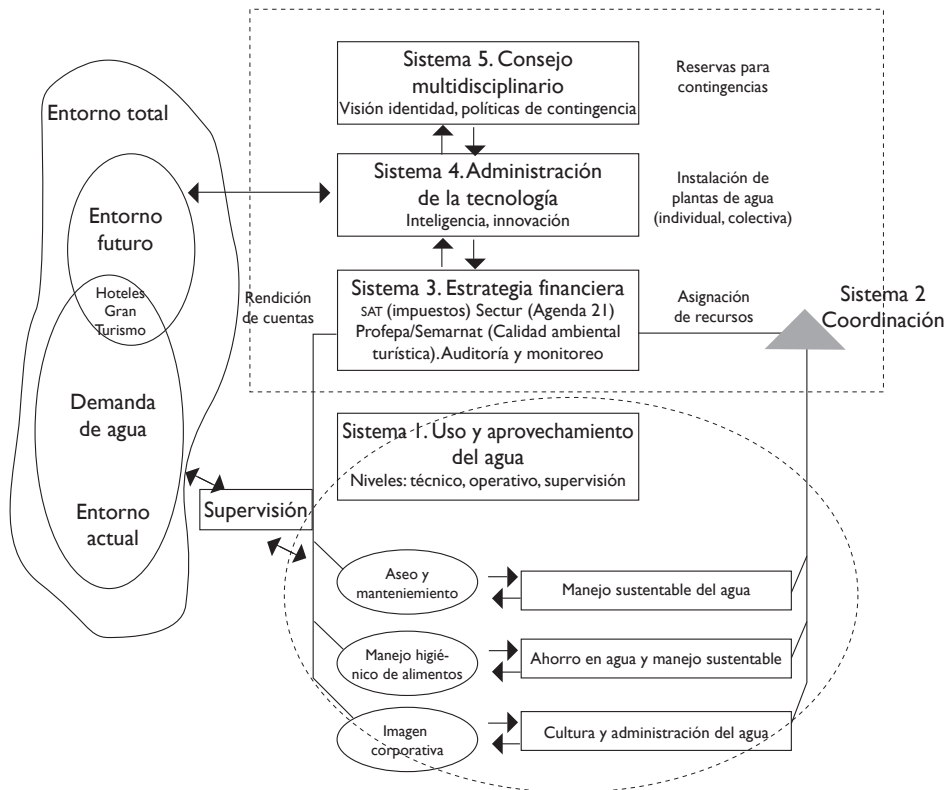 Sistema 5. Consejo
multidisciplinario
Visión identidad, políticas de contingencia
Reservas para
contingencias
Entorno total
Sistema 4. Administración
de la tecnología
Inteligencia, innovación
Instalación de
plantas de agua
(individual, colectiva)
Entorno
futuro
Hoteles
Gran
Turismo
Rendición
de cuentas
Sistema 3. Estrategia financiera
SAT (impuestos) Sectur (Agenda 21)
Profepa/Semarnat (Calidad ambiental
turística). Auditoría y monitoreo
Asignación
de recursos
Sistema 2
Coordinación
Demanda
de agua
Entorno
actual
Sistema 1. Uso y aprovechamiento
del agua
Niveles: técnico, operativo, supervisión
Supervisión
Aseo y
manteniemiento
Manejo sustentable del agua
Manejo higié-
nico de alimentos
Ahorro en agua y manejo sustentable
Imagen
corporativa
Cultura y administración del agua